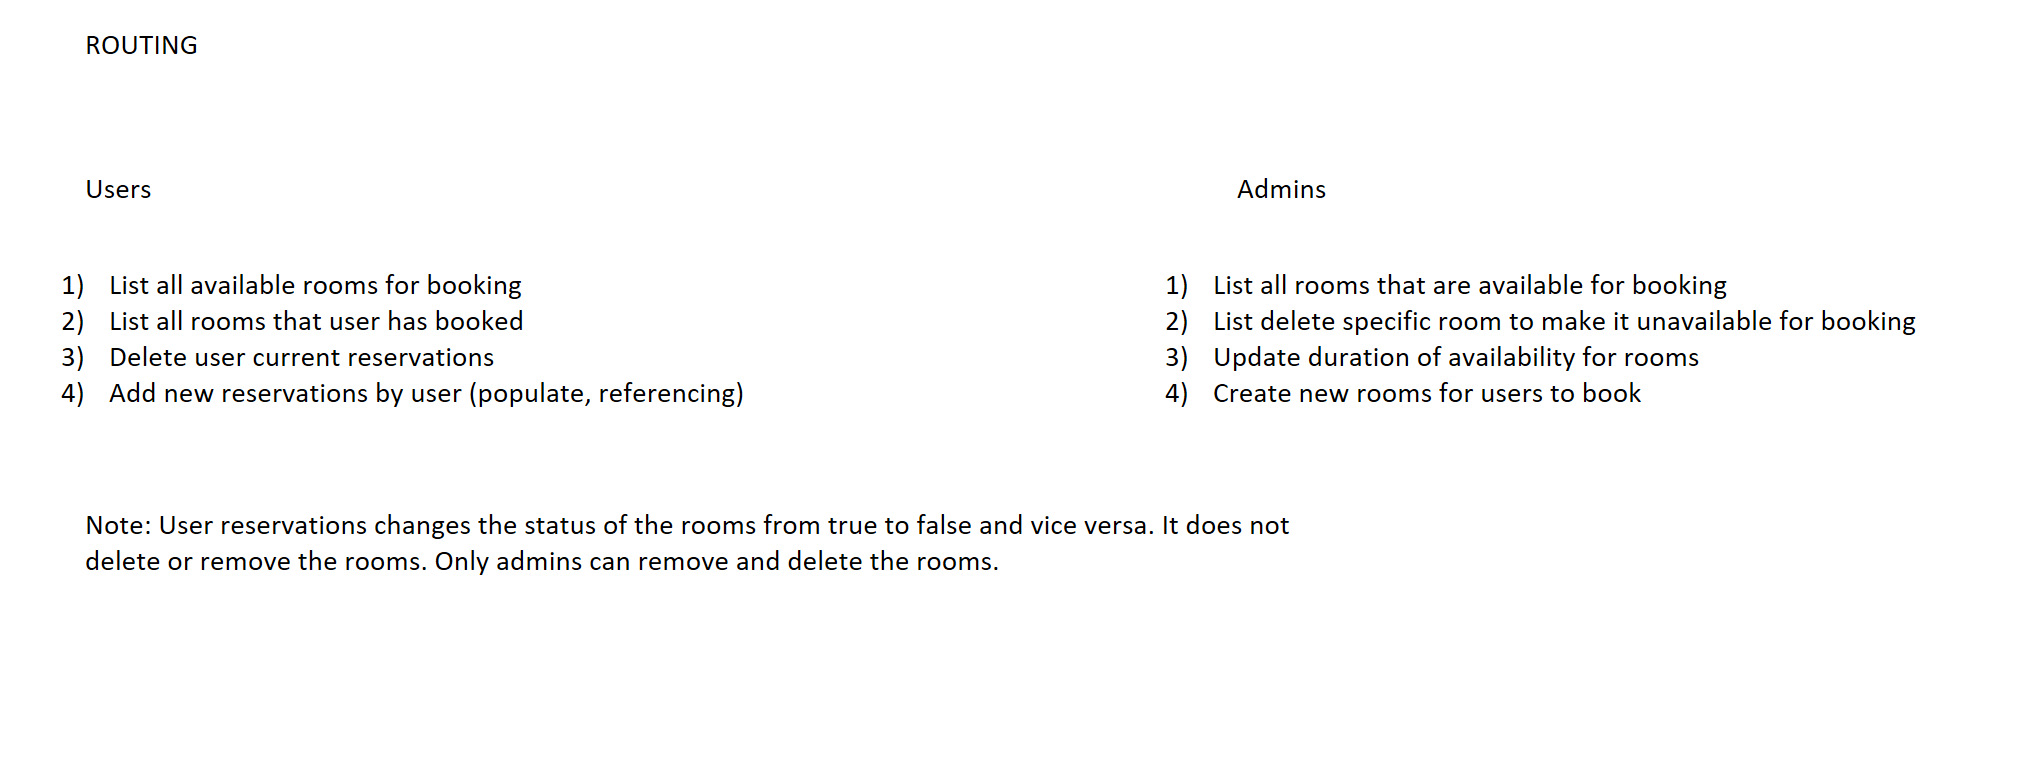 ROUTING
Users
1) List all available rooms for booking
2) List all rooms that user has booked
3) Delete user current reservations
4) Add new reservations by user (populate, referencing)
Admins
1) List all rooms that are available for booking
2) List delete specific room to make it unavailable for booking
3) Update duration of availability for rooms
4) Create new rooms for users to book
Note: User reservations changes the status of the rooms from true to false and vice versa. It does not
delete or remove the rooms. Only admins can remove and delete the rooms.